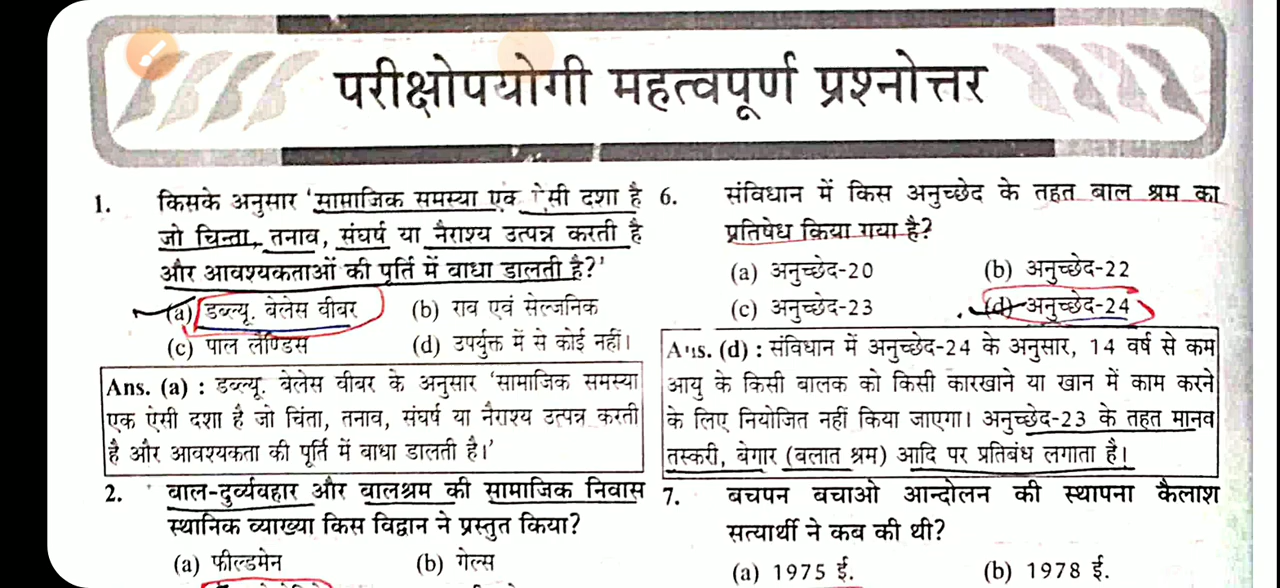 परीक्षोपयोगी महत्वपूर्ण प्रश्नोत्तर
1. किसके अनुसार 'सामाजिक समस्या एक ऐसी दशा है
जो चिन्ता, तनाव, संघर्ष या नैराश्य उत्पन्न करती है
और आवश्यकताओं की पूर्ति में बाधा डालती है?'
(a) डब्ल्यू. बेलेस वीवर (b) राव एवं सेल्जनिक
(c) पाल लैण्डिस (d) उपर्युक्त में से कोई नहीं।
Ans. (a) : डब्ल्यू. बेलेस वीवर के अनुसार 'सामाजिक समस्या
एक ऐसी दशा है जो चिंता, तनाव, संघर्ष या नैराश्य उत्पन्न करती
है और आवश्यकता की पूर्ति में बाधा डालती है।'
2. बाल-दुर्व्यवहार और बालश्रम की सामाजिक निवास
स्थानिक व्याख्या किस विद्वान ने प्रस्तुत किया?
(a) फील्डमेन (b) गेल्स
6. संविधान में किस अनुच्छेद के तहत बाल श्रम का
प्रतिषेध किया गया है?
(a) अनुच्छेद-20 (b) अनुच्छेद-22
(c) अनुच्छेद-23 (d) अनुच्छेद-24
Ans. (d) : संविधान में अनुच्छेद-24 के अनुसार, 14 वर्ष से कम
आयु के किसी बालक को किसी कारखाने या खान में काम करने
के लिए नियोजित नहीं किया जाएगा। अनुच्छेद-23 के तहत मानव
तस्करी, बेगार (बलात श्रम) आदि पर प्रतिबंध लगाता है।
7. बचपन बचाओ आन्दोलन की स्थापना कैलाश
सत्यार्थी ने कब की थी?
(a) 1975 ई. (b) 1978 ई.